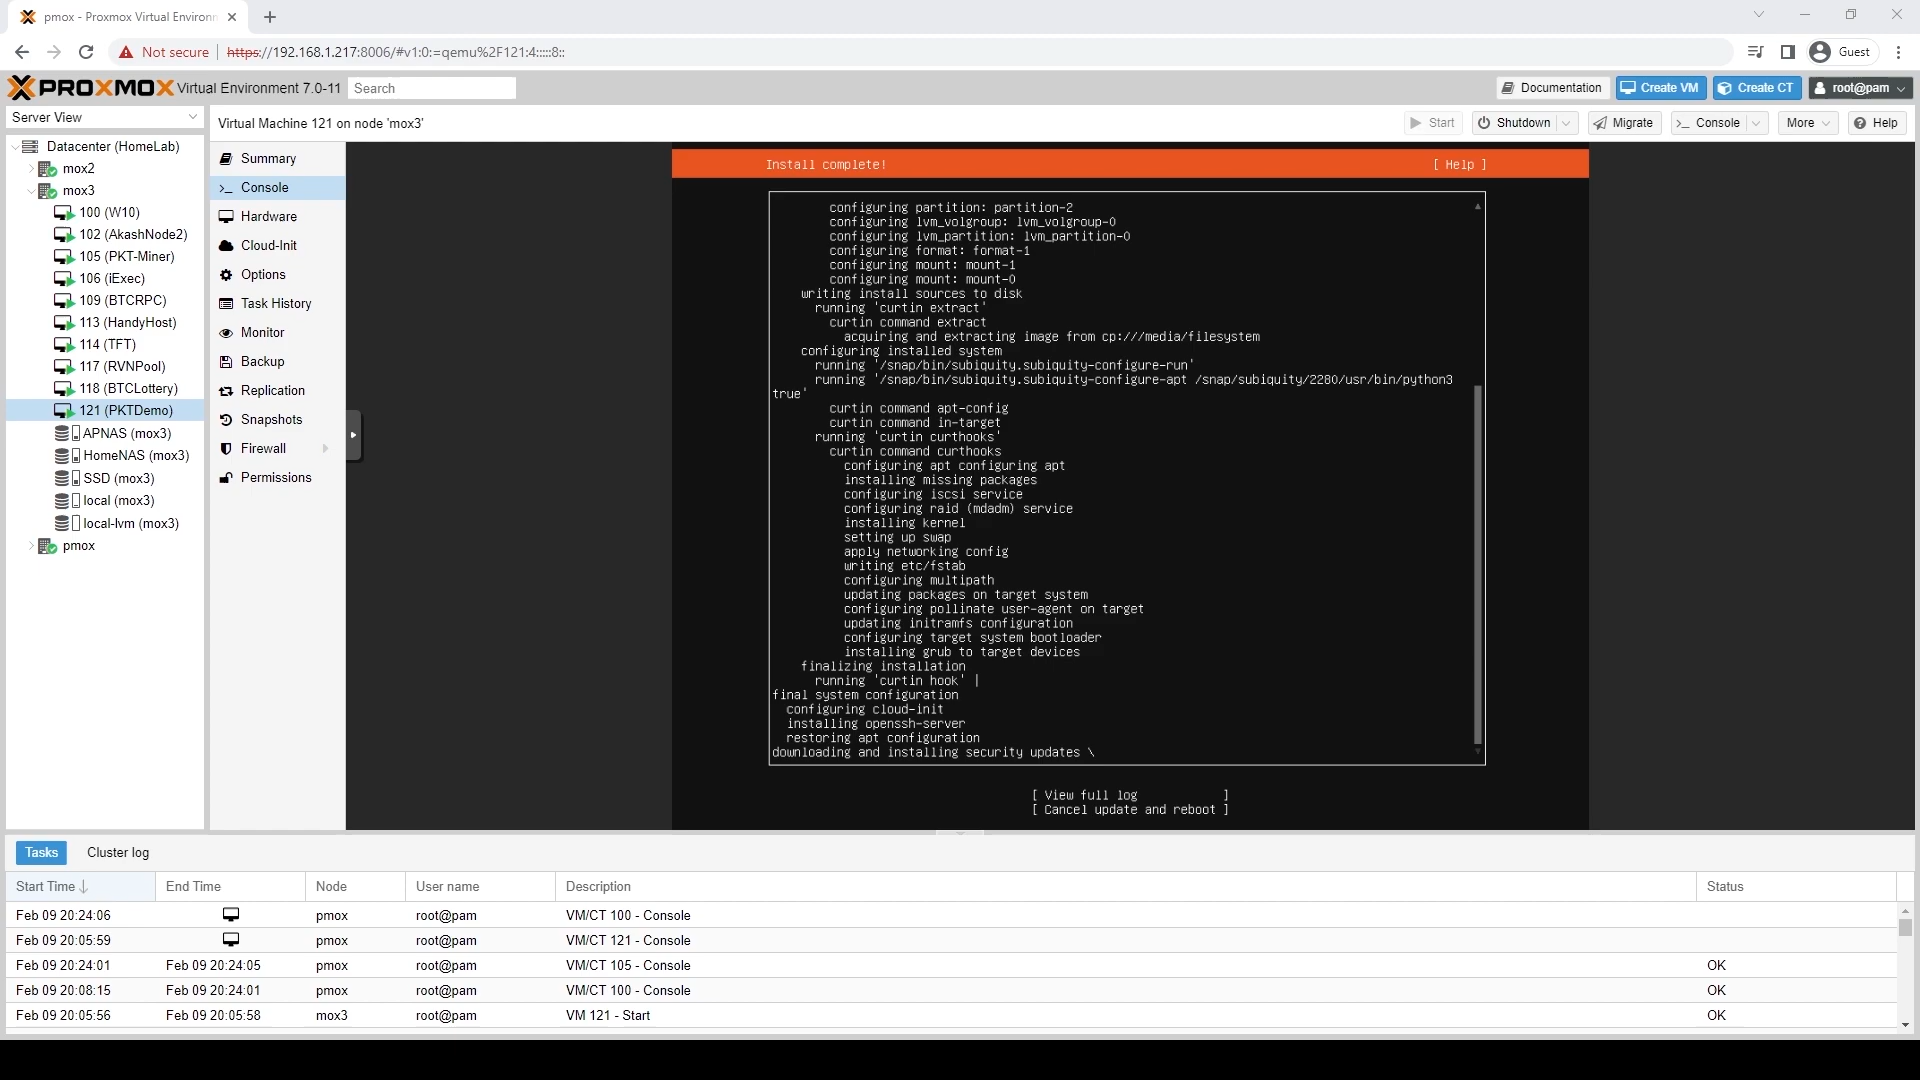 pmox - Proxmox Virtual Environm
Not secure
https://192.168.1.217:8006/#v1:0:=qemu%2F121:4:::::8::
Guest
PROXMOX Virtual Environment 7.0-11
Search
Documentation
Create VM
Create CT
root@pam
Server View
Virtual Machine 121 on node 'mox3'
Start
Shutdown
Migrate
Console
More
Help
Datacenter (HomeLab)
mox2
mox3
100 (W10)
102 (AkashNode2)
105 (PKT-Miner)
106 (iExec)
109 (BTCRPC)
113 (HandyHost)
114 (TFT)
117 (RVNPool)
118 (BTCLottery)
121 (PKTDemo)
APNAS (mox3)
HomeNAS (mox3)
SSD (mox3)
local (mox3)
local-lvm (mox3)
pmox
Summary
Console
Hardware
Cloud-Init
Options
Task History
Monitor
Backup
Replication
Snapshots
Firewall
Permissions
Install complete!
[ Help ]
configuring partition: partition-2
configuring lvm_volgroup: lvm_volgroup-0
configuring lvm_partition: lvm_partition-0
configuring format: format-1
configuring mount: mount-1
configuring mount: mount-0
writing install sources to disk
running 'curtin extract'
curtin command extract
acquiring and extracting image from cp:///media/filesystem
configuring installed system
running '/snap/bin/subiquity.subiquity-configure-run'
running '/snap/bin/subiquity.subiquity-configure-apt /snap/subiquity/2280/usr/bin/python3
true'
curtin command apt-config
curtin command in-target
running 'curtin curthooks'
curtin command curthooks
configuring apt configuring apt
installing missing packages
configuring iscsi service
configuring raid (mdadm) service
installing kernel
setting up swap
apply networking config
writing etc/fstab
configuring multipath
updating packages on target system
configuring pollinate user-agent on target
updating initramfs configuration
configuring target system bootloader
installing grub to target devices
finalizing installation
running 'curtin hook' |
final system configuration
configuring cloud-init
installing openssh-server
restoring apt configuration
downloading and installing security updates \
[ View full log ]
[ Cancel update and reboot ]
Tasks
Cluster log
Start Time End Time Node User name Description Status
Feb 09 20:24:06 pmox root@pam VM/CT 100 - Console
Feb 09 20:05:59 pmox root@pam VM/CT 121 - Console
Feb 09 20:24:01 Feb 09 20:24:05 pmox root@pam VM/CT 105 - Console OK
Feb 09 20:08:15 Feb 09 20:24:01 pmox root@pam VM/CT 100 - Console OK
Feb 09 20:05:56 Feb 09 20:05:58 mox3 root@pam VM 121 - Start OK